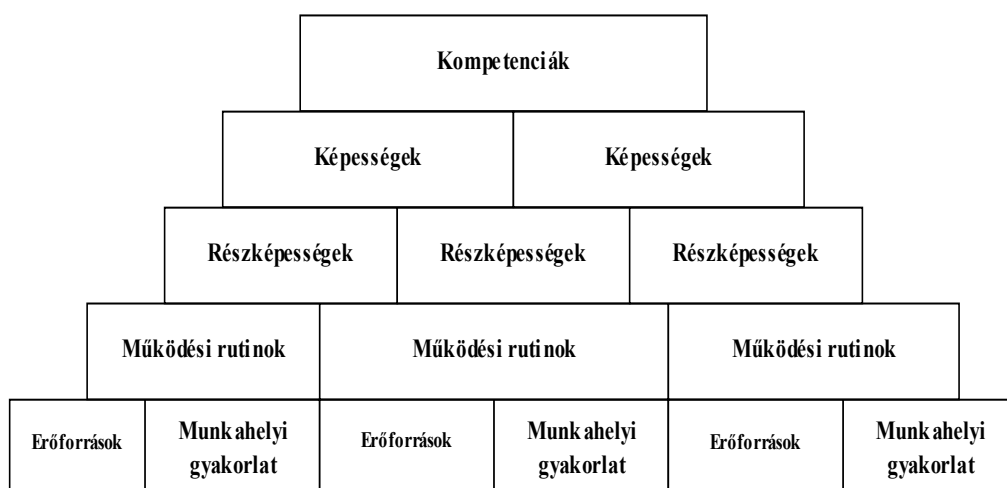 Kompetenciák
Képességek Képességek
Részképességek Részképességek Részképességek
Működési rutinok Működési rutinok Működési rutinok
Erőforrások Munkahelyi gyakorlat Erőforrások Munkahelyi gyakorlat Erőforrások Munkahelyi gyakorlat